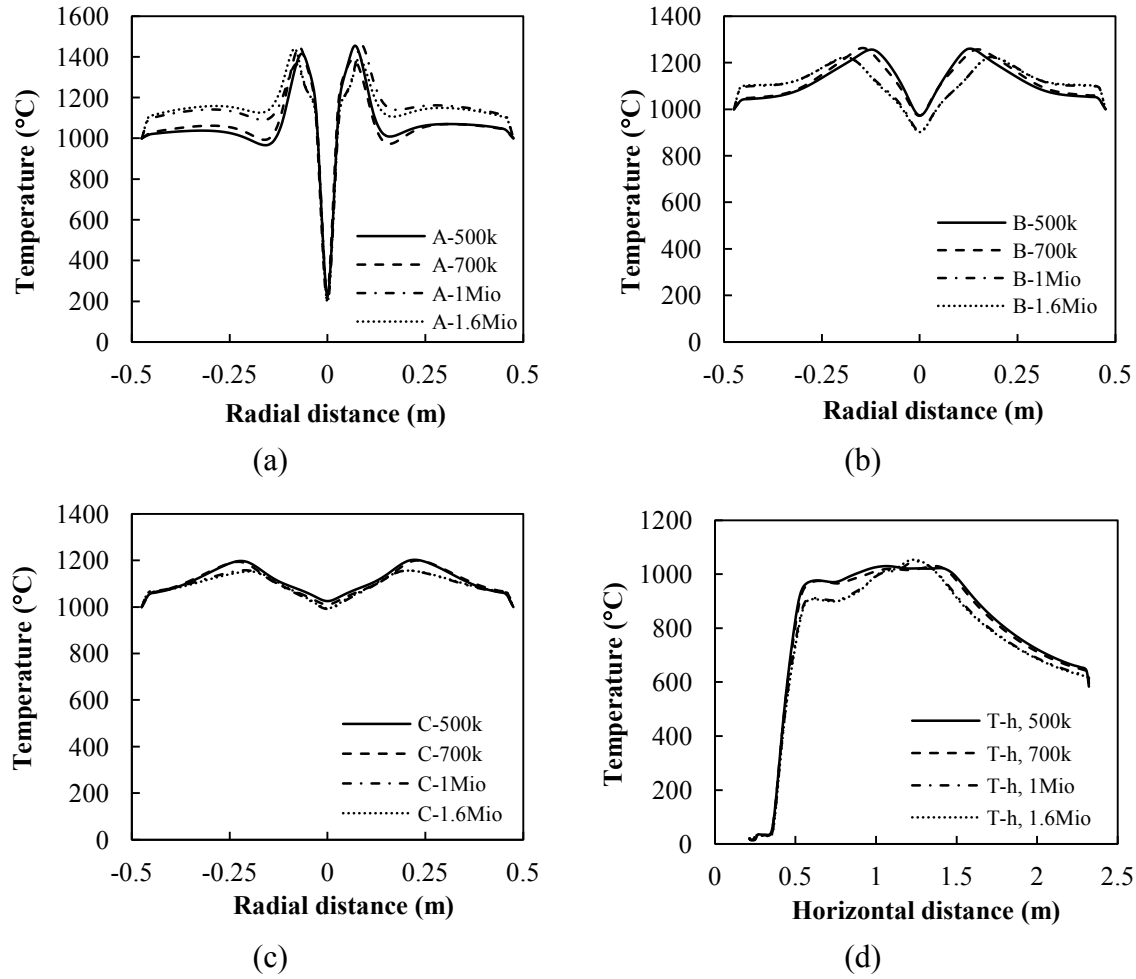 1600
1400
1200
1000
800
600
400
200
0
Temperature (°C)
A-500k
A-700k
A-1Mio
A-1.6Mio
-0.5 -0.25 0 0.25 0.5
Radial distance (m)
(a)
1400
1200
1000
800
600
400
200
0
Temperature (°C)
B-500k
B-700k
B-1Mio
B-1.6Mio
-0.5 -0.25 0 0.25 0.5
Radial distance (m)
(b)
1400
1200
1000
800
600
400
200
0
Temperature (°C)
C-500k
C-700k
C-1Mio
C-1.6Mio
-0.5 -0.25 0 0.25 0.5
Radial distance (m)
(c)
1200
1000
800
600
400
200
0
Temperature (°C)
T-h, 500k
T-h, 700k
T-h, 1Mio
T-h, 1.6Mio
0 0.5 1 1.5 2 2.5
Horizontal distance (m)
(d)